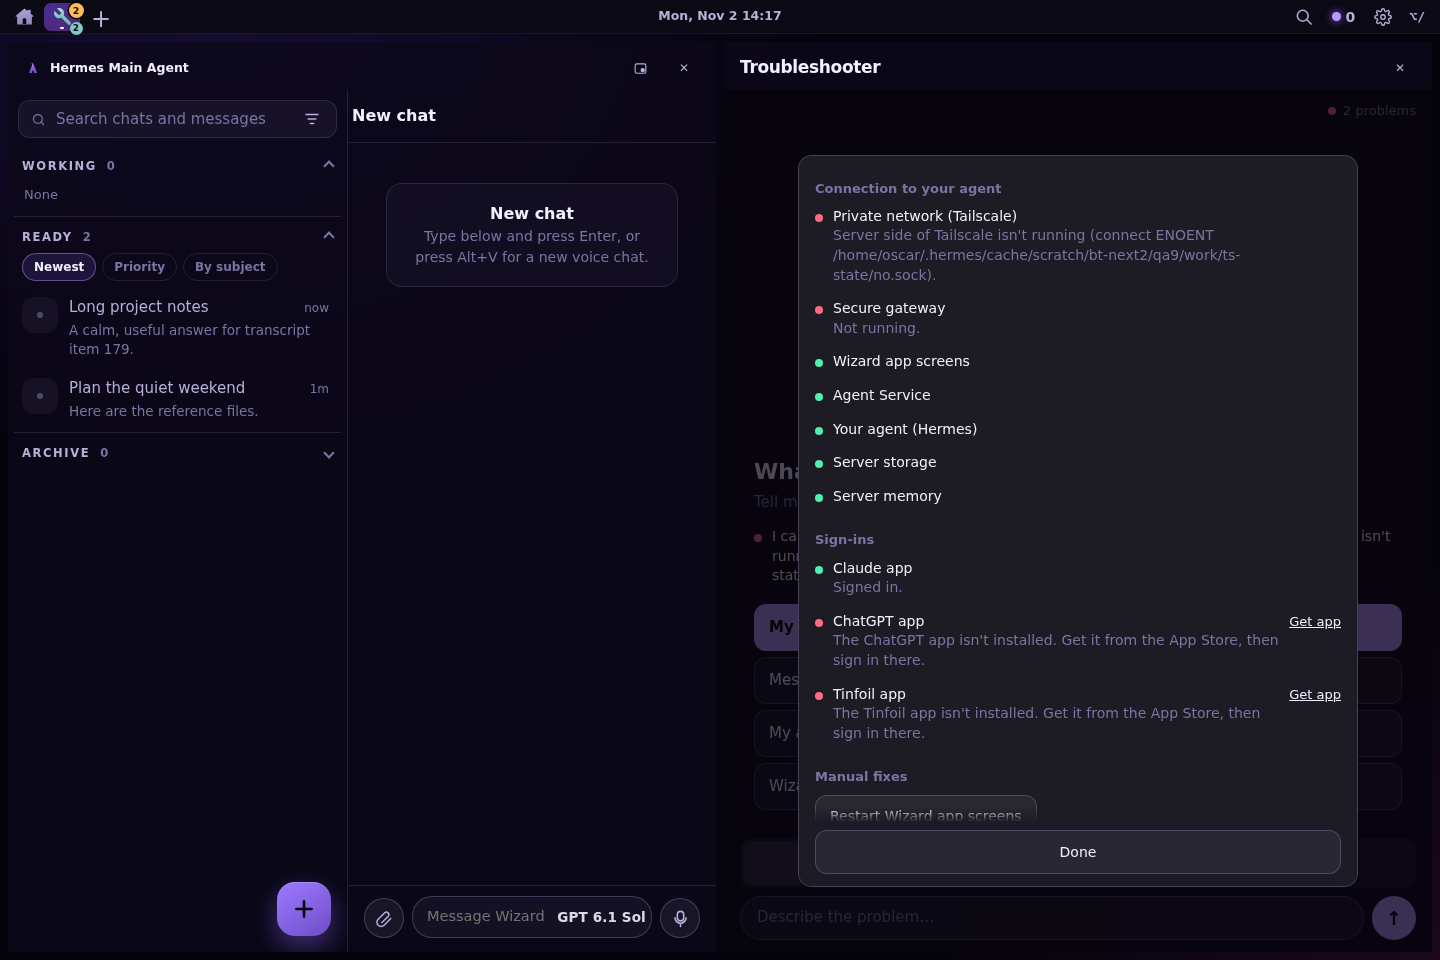 2
2
Mon, Nov 2 14:17
0
⌥/
Hermes Main Agent
Search chats and messages
WORKING 0
None
READY 2
Newest Priority By subject
Long project notes now
A calm, useful answer for transcript
item 179.
Plan the quiet weekend 1m
Here are the reference files.
ARCHIVE 0
New chat
New chat
Type below and press Enter, or
press Alt+V for a new voice chat.
Message Wizard GPT 6.1 Sol
Troubleshooter
2 problems
Connection to your agent
Private network (Tailscale)
Server side of Tailscale isn't running (connect ENOENT
/home/oscar/.hermes/cache/scratch/bt-next2/qa9/work/ts-
state/no.sock).
Secure gateway
Not running.
Wizard app screens
Agent Service
Your agent (Hermes)
Server storage
Server memory
Sign-ins
Claude app
Signed in.
ChatGPT app Get app
The ChatGPT app isn't installed. Get it from the App Store, then
sign in there.
Tinfoil app Get app
The Tinfoil app isn't installed. Get it from the App Store, then
sign in there.
Manual fixes
Restart Wizard app screens
Done
Tell m
I ca
isn't
My
Describe the problem...